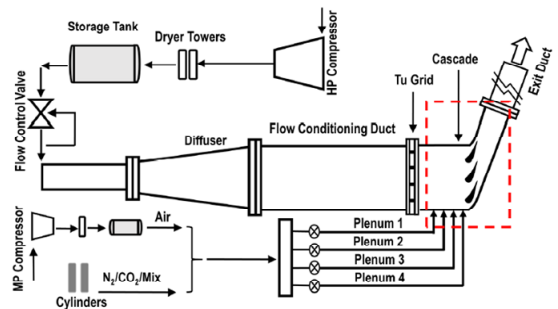 Storage Tank
Dryer Towers
HP Compressor
Flow Control Valve
Diffuser
Flow Conditioning Duct
Tu Grid
Cascade
Exit Duct
MP Compressor
Air
Cylinders
N₂/CO₂/Mix
Plenum 1
Plenum 2
Plenum 3
Plenum 4